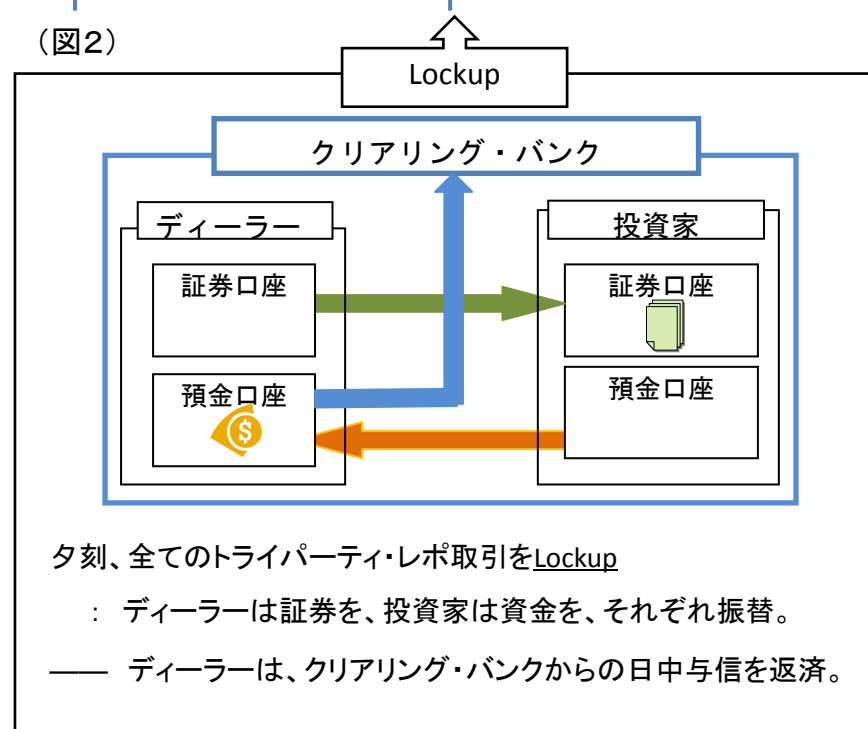 （図２）
Lockup
クリアリング・バンク
ディーラー
投資家
証券口座
証券口座
預金口座
預金口座
$
夕刻、全てのトライパーティ・レポ取引をLockup
： ディーラーは証券を、投資家は資金を、それぞれ振替。
―― ディーラーは、クリアリング・バンクからの日中与信を返済。